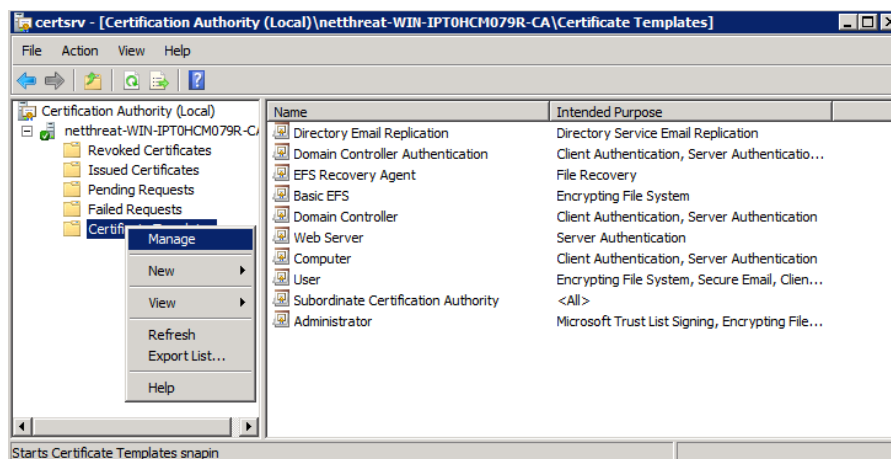 certsrv - [Certification Authority (Local)\netthreat-WIN-IPT0HCM079R-CA\Certificate Templates]
File Action View Help
Certification Authority (Local)
netthreat-WIN-IPT0HCM079R-C
Revoked Certificates
Issued Certificates
Pending Requests
Failed Requests
Certif
Manage
New
View
Refresh
Export List...
Help
Name Intended Purpose
Directory Email Replication Directory Service Email Replication
Domain Controller Authentication Client Authentication, Server Authenticatio...
EFS Recovery Agent File Recovery
Basic EFS Encrypting File System
Domain Controller Client Authentication, Server Authentication
Web Server Server Authentication
Computer Client Authentication, Server Authentication
User Encrypting File System, Secure Email, Clien...
Subordinate Certification Authority <All>
Administrator Microsoft Trust List Signing, Encrypting File...
Starts Certificate Templates snapin